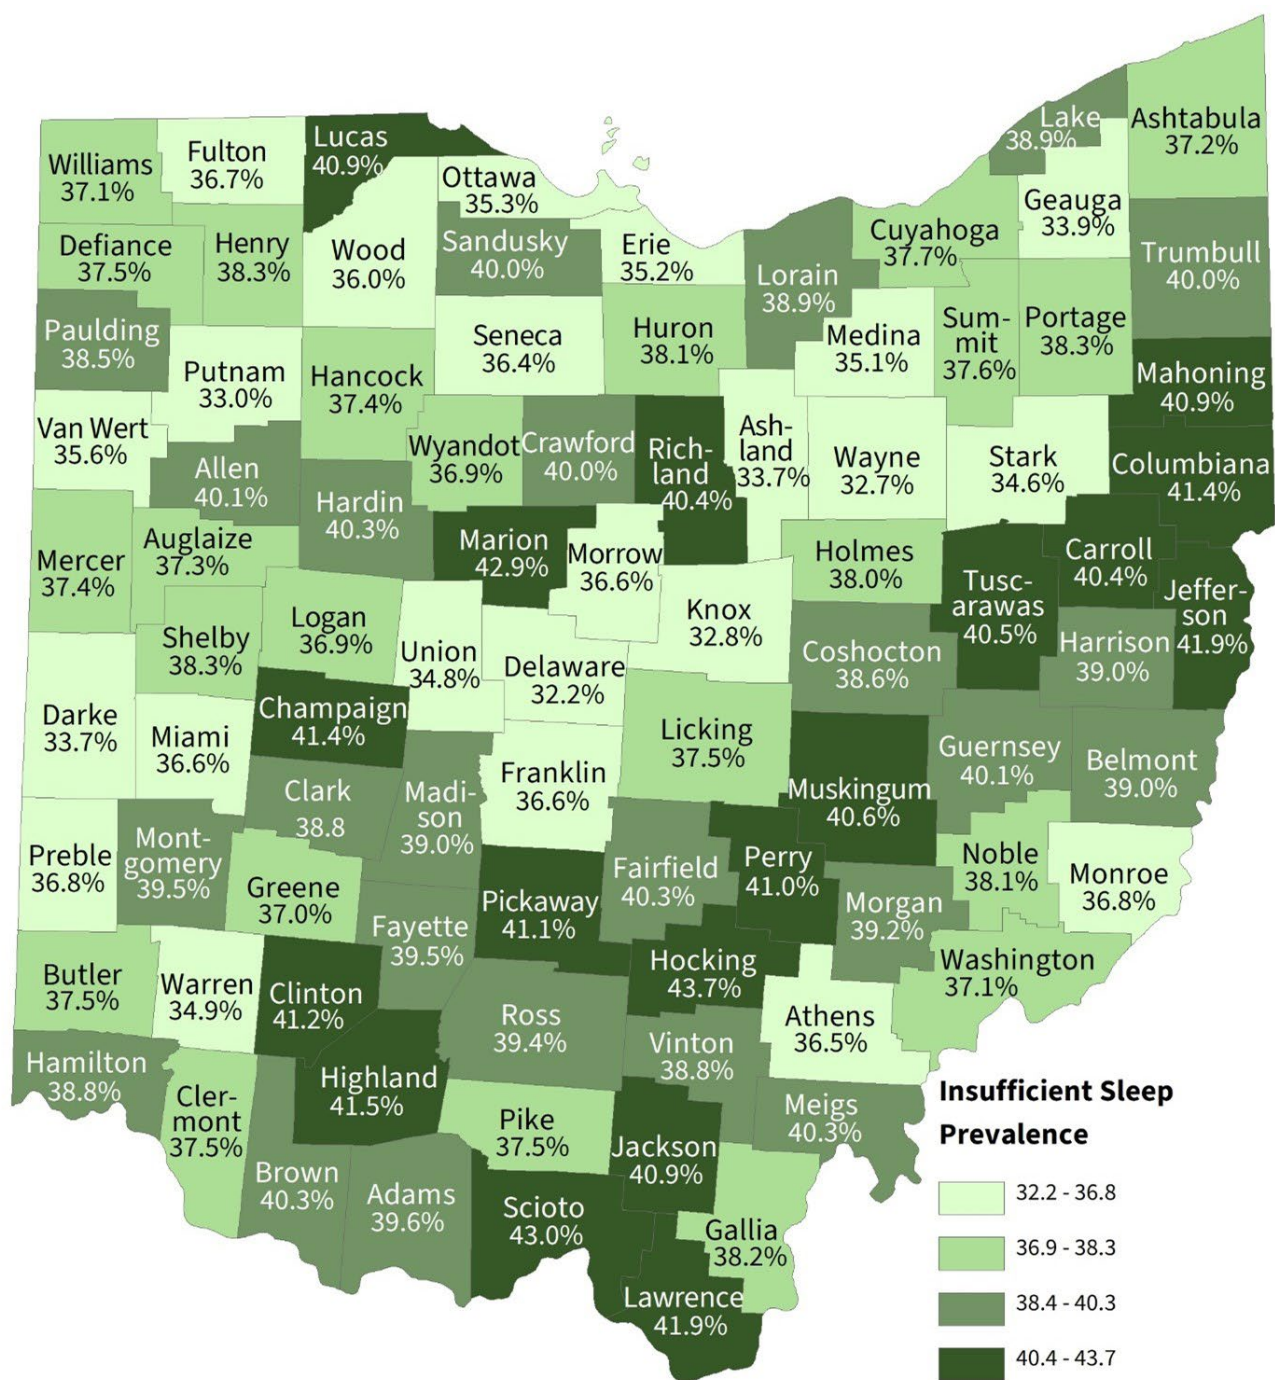 Lake
38.9%
Ashtabula
37.2%
Lucas
40.9%
Fulton
36.7%
Williams
37.1%
Ottawa
35.3%
Geauga
33.9%
Defiance
37.5%
Henry
38.3%
Wood
36.0%
Sandusky
40.0%
Erie
35.2%
Cuyahoga
37.7%
Trumbull
40.0%
Lorain
38.9%
Paulding
38.5%
Seneca
36.4%
Huron
38.1%
Medina
35.1%
Sum-
mit
37.6%
Portage
38.3%
Putnam
33.0%
Hancock
37.4%
Mahoning
40.9%
Van Wert
35.6%
Allen
40.1%
Wyandot
36.9%
Crawford
40.0%
Rich-
land
40.4%
Ash-
land
33.7%
Wayne
32.7%
Stark
34.6%
Columbiana
41.4%
Hardin
40.3%
Mercer
37.4%
Auglaize
37.3%
Marion
42.9%
Morrow
36.6%
Holmes
38.0%
Carroll
40.4%
Tusc-
arawas
40.5%
Jeffer-
son
41.9%
Shelby
38.3%
Logan
36.9%
Union
34.8%
Delaware
32.2%
Knox
32.8%
Coshocton
38.6%
Harrison
39.0%
Darke
33.7%
Miami
36.6%
Champaign
41.4%
Licking
37.5%
Guernsey
40.1%
Belmont
39.0%
Clark
38.8
Madi-
son
39.0%
Franklin
36.6%
Muskingum
40.6%
Preble
36.8%
Mont-
gomery
39.5%
Greene
37.0%
Fairfield
40.3%
Perry
41.0%
Noble
38.1%
Monroe
36.8%
Pickaway
41.1%
Fayette
39.5%
Morgan
39.2%
Butler
37.5%
Warren
34.9%
Clinton
41.2%
Hocking
43.7%
Washington
37.1%
Ross
39.4%
Vinton
38.8%
Athens
36.5%
Hamilton
38.8%
Cler-
mont
37.5%
Highland
41.5%
Pike
37.5%
Jackson
40.9%
Meigs
40.3%
Brown
40.3%
Adams
39.6%
Scioto
43.0%
Gallia
38.2%
Lawrence
41.9%
Insufficient Sleep
Prevalence
32.2 - 36.8
36.9 - 38.3
38.4 - 40.3
40.4 - 43.7